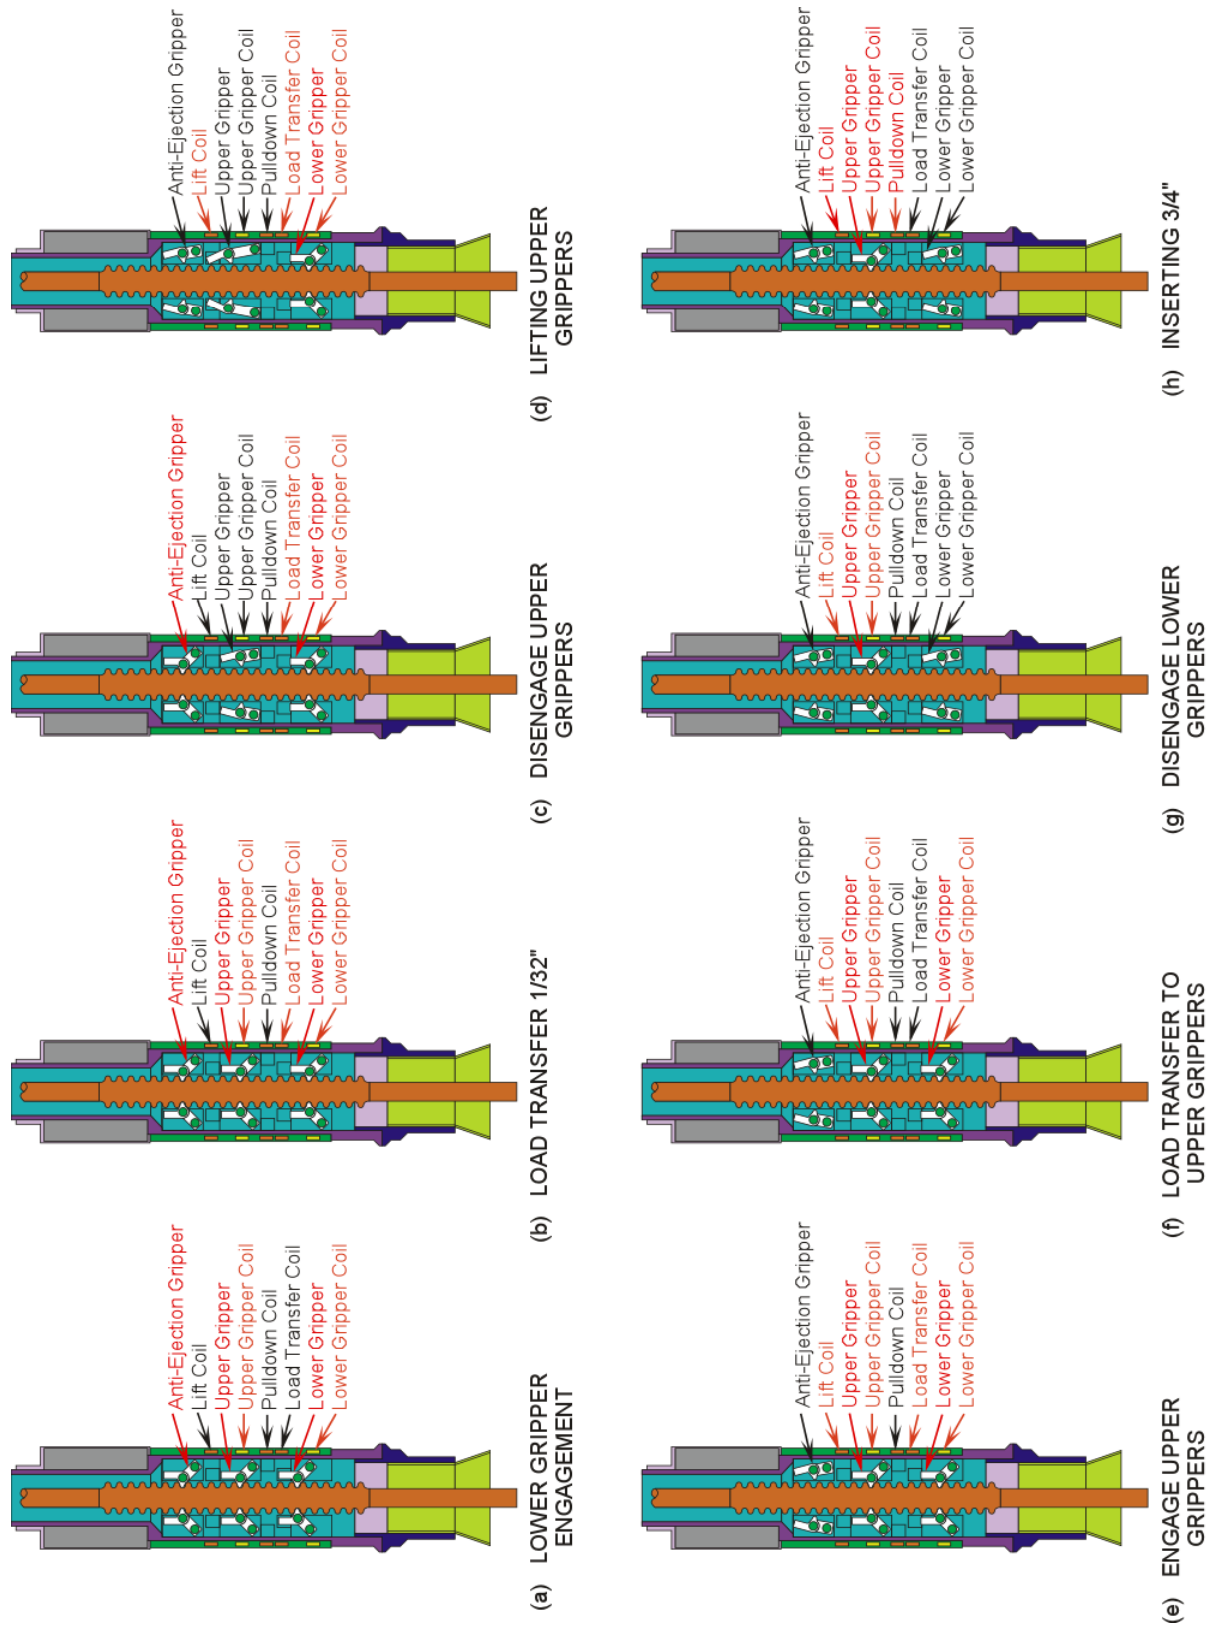 Anti-Ejection Gripper
Lift Coil
Upper Gripper
Upper Gripper Coil
Pulldown Coil
Load Transfer Coil
Lower Gripper
Lower Gripper Coil
(a) LOWER GRIPPER
ENGAGEMENT
Anti-Ejection Gripper
Lift Coil
Upper Gripper
Upper Gripper Coil
Pulldown Coil
Load Transfer Coil
Lower Gripper
Lower Gripper Coil
(b) LOAD TRANSFER 1/32"
Anti-Ejection Gripper
Lift Coil
Upper Gripper
Upper Gripper Coil
Pulldown Coil
Load Transfer Coil
Lower Gripper
Lower Gripper Coil
(c) DISENGAGE UPPER
GRIPPERS
Anti-Ejection Gripper
Lift Coil
Upper Gripper
Upper Gripper Coil
Pulldown Coil
Load Transfer Coil
Lower Gripper
Lower Gripper Coil
(d) LIFTING UPPER
GRIPPERS
Anti-Ejection Gripper
Lift Coil
Upper Gripper
Upper Gripper Coil
Pulldown Coil
Load Transfer Coil
Lower Gripper
Lower Gripper Coil
(e) ENGAGE UPPER
GRIPPERS
Anti-Ejection Gripper
Lift Coil
Upper Gripper
Upper Gripper Coil
Pulldown Coil
Load Transfer Coil
Lower Gripper
Lower Gripper Coil
(f) LOAD TRANSFER TO
UPPER GRIPPERS
Anti-Ejection Gripper
Lift Coil
Upper Gripper
Upper Gripper Coil
Pulldown Coil
Load Transfer Coil
Lower Gripper
Lower Gripper Coil
(g) DISENGAGE LOWER
GRIPPERS
Anti-Ejection Gripper
Lift Coil
Upper Gripper
Upper Gripper Coil
Pulldown Coil
Load Transfer Coil
Lower Gripper
Lower Gripper Coil
(h) INSERTING 3/4"